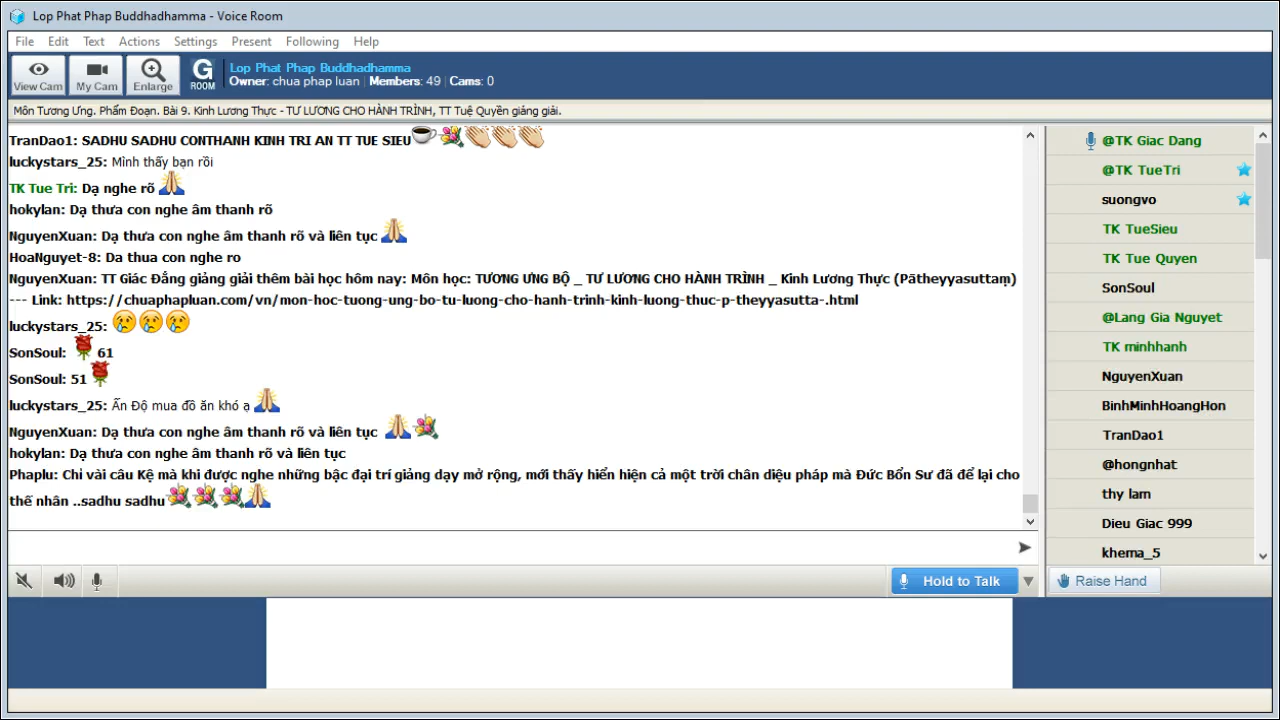 Lop Phat Phap Buddhadhamma - Voice Room
File Edit Text Actions Settings Present Following Help
View Cam My Cam Enlarge G ROOM
Lop Phat Phap Buddhadhamma
Owner: chua phap luan Members: 49 Cams: 0
Môn Tương Ưng. Phẩm Đoạn. Bài 9. Kinh Lương Thực - TƯ LƯƠNG CHO HÀNH TRÌNH, TT Tuệ Quyền giảng giải.
TranDao1: SADHU SADHU CONTHANH KINH TRI AN TT TUE SIEU
luckystars_25: Mình thấy bạn rồi
TK Tue Tri: Dạ nghe rõ
hokylan: Dạ thưa con nghe âm thanh rõ
NguyenXuan: Dạ thưa con nghe âm thanh rõ và liên tục
HoaNguyet-8: Da thua con nghe ro
NguyenXuan: TT Giác Đẳng giảng giải thêm bài học hôm nay: Môn học: TƯƠNG ƯNG BỘ _ TƯ LƯƠNG CHO HÀNH TRÌNH _ Kinh Lương Thực (Pātheyyasuttaṃ)
--- Link: https://chuaphapluan.com/vn/mon-hoc-tuong-ung-bo-tu-luong-cho-hanh-trinh-kinh-luong-thuc-p-theyyasutta-.html
luckystars_25:
SonSoul: 61
SonSoul: 51
luckystars_25: Ấn Độ mua đồ ăn khó ạ
NguyenXuan: Dạ thưa con nghe âm thanh rõ và liên tục
hokylan: Dạ thưa con nghe âm thanh rõ và liên tục
Phaplu: Chỉ vài câu Kệ mà khi được nghe những bậc đại trí giảng dạy mở rộng, mới thấy hiển hiện cả một trời chân diệu pháp mà Đức Bổn Sư đã để lại cho
thế nhân ..sadhu sadhu
Hold to Talk
@TK Giac Dang
@TK TueTri
suongvo
TK TueSieu
TK Tue Quyen
SonSoul
@Lang Gia Nguyet
TK minhhanh
NguyenXuan
BinhMinhHoangHon
TranDao1
@hongnhat
thy lam
Dieu Giac 999
khema_5
Raise Hand